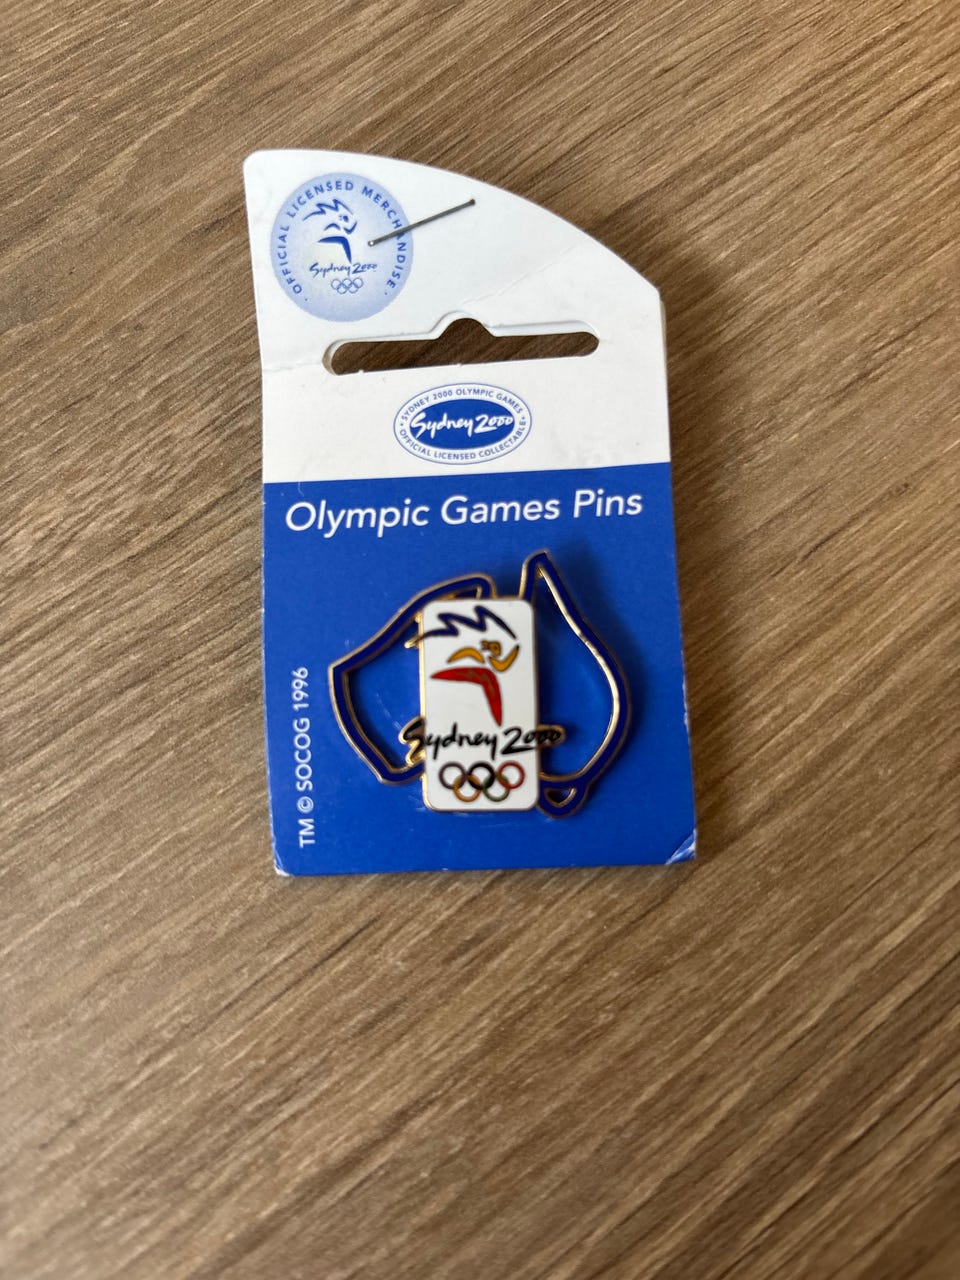 · OFFICIAL LICENSED MERCHANDISE ·
Sydney 2000
SYDNEY 2000 OLYMPIC GAMES
Sydney 2000
OFFICIAL LICENSED COLLECTABLE
Olympic Games Pins
Sydney 2000
TM © SOCOG 1996